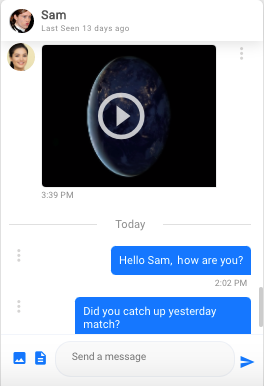 Sam
Last Seen 13 days ago
3:39 PM
Today
Hello Sam, how are you?
2:02 PM
Did you catch up yesterday
match?
Send a message